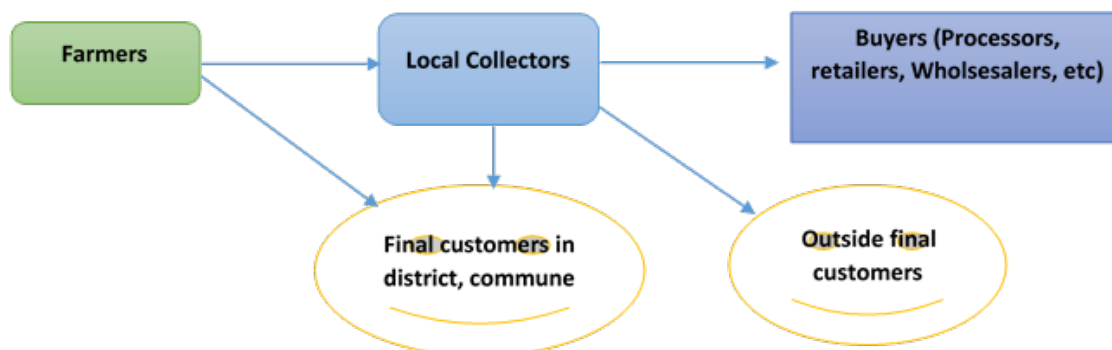 Farmers
Local Collectors
Buyers (Processors,
retailers, Wholsesalers, etc)
Final customers in
district, commune
Outside final
customers